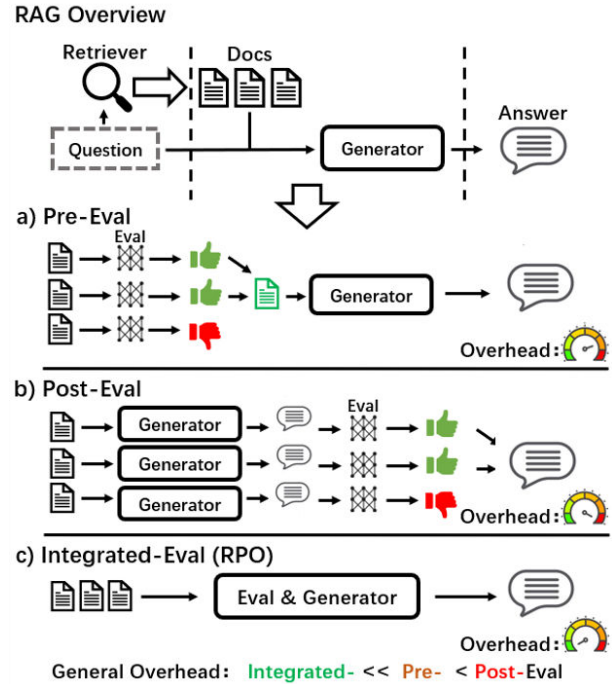 RAG Overview
Retriever
Docs
Question
Generator
Answer
a) Pre-Eval
Eval
Generator
Overhead:
b) Post-Eval
Eval
Generator
Generator
Generator
Overhead:
c) Integrated-Eval (RPO)
Eval & Generator
Overhead:
General Overhead: Integrated- << Pre- < Post-Eval